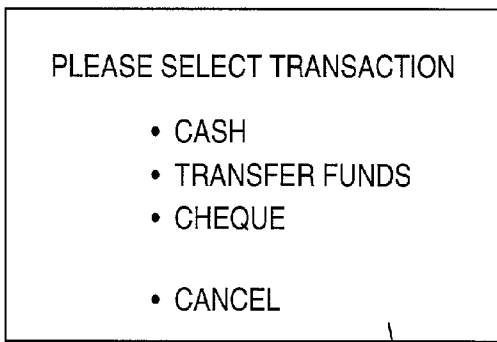 PLEASE SELECT TRANSACTION
• CASH
• TRANSFER FUNDS
• CHEQUE
• CANCEL